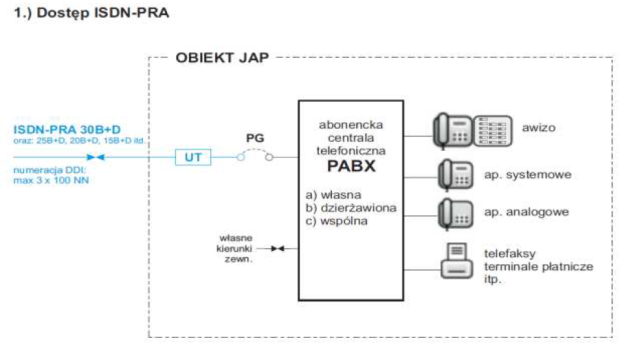 1.) Dostęp ISDN-PRA
OBIEKT JAP
ISDN-PRA 30B+D
oraz: 25B+D, 20B+D, 15B+D itd.
numeracja DDI:
max 3 x 100 NN
UT
PG
abonencka
centrala
telefoniczna
PABX
a) własna
b) dzierżawiona
c) wspólna
własne
kierunki
zewn.
awizo
ap. systemowe
ap. analogowe
telefaksy
terminale płatnicze
itp.